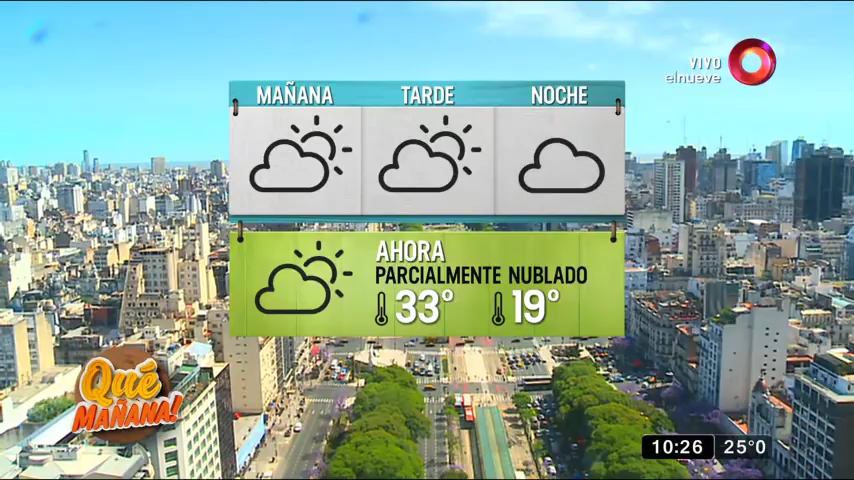 VIVO
elnueve
MAÑANA TARDE NOCHE
AHORA
PARCIALMENTE NUBLADO
33° 19°
Qué
MAÑANA!
10:26 25°0